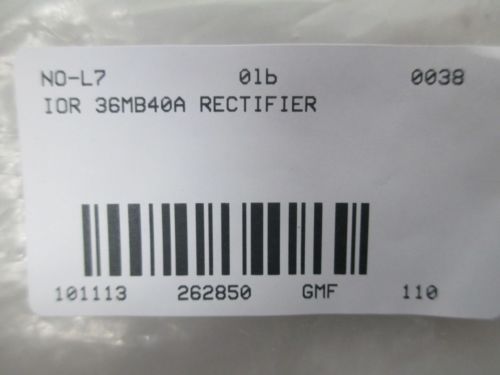 NO-L7 01b 0038
IOR 36MB40A RECTIFIER
101113 262850 GMF 110